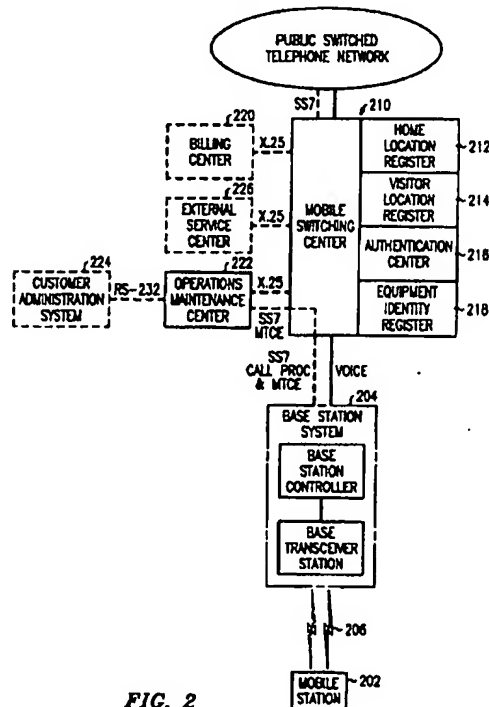 PUBLIC SWITCHED
TELEPHONE NETWORK
SS7
210
220
BILLING
CENTER
X.25
HOME
LOCATION
REGISTER
212
226
EXTERNAL
SERVICE
CENTER
X.25
MOBILE
SWITCHING
CENTER
VISITOR
LOCATION
REGISTER
214
AUTHENTICATION
CENTER
216
224
CUSTOMER
ADMINISTRATION
SYSTEM
RS-232
222
OPERATIONS
MAINTENANCE
CENTER
X.25
SS7
MTCE
EQUIPMENT
IDENTITY
REGISTER
218
SS7
CALL PROC
& MTCE
VOICE
204
BASE STATION
SYSTEM
BASE
STATION
CONTROLLER
BASE
TRANSCEIVER
STATION
206
202
MOBILE
STATION
FIG. 2